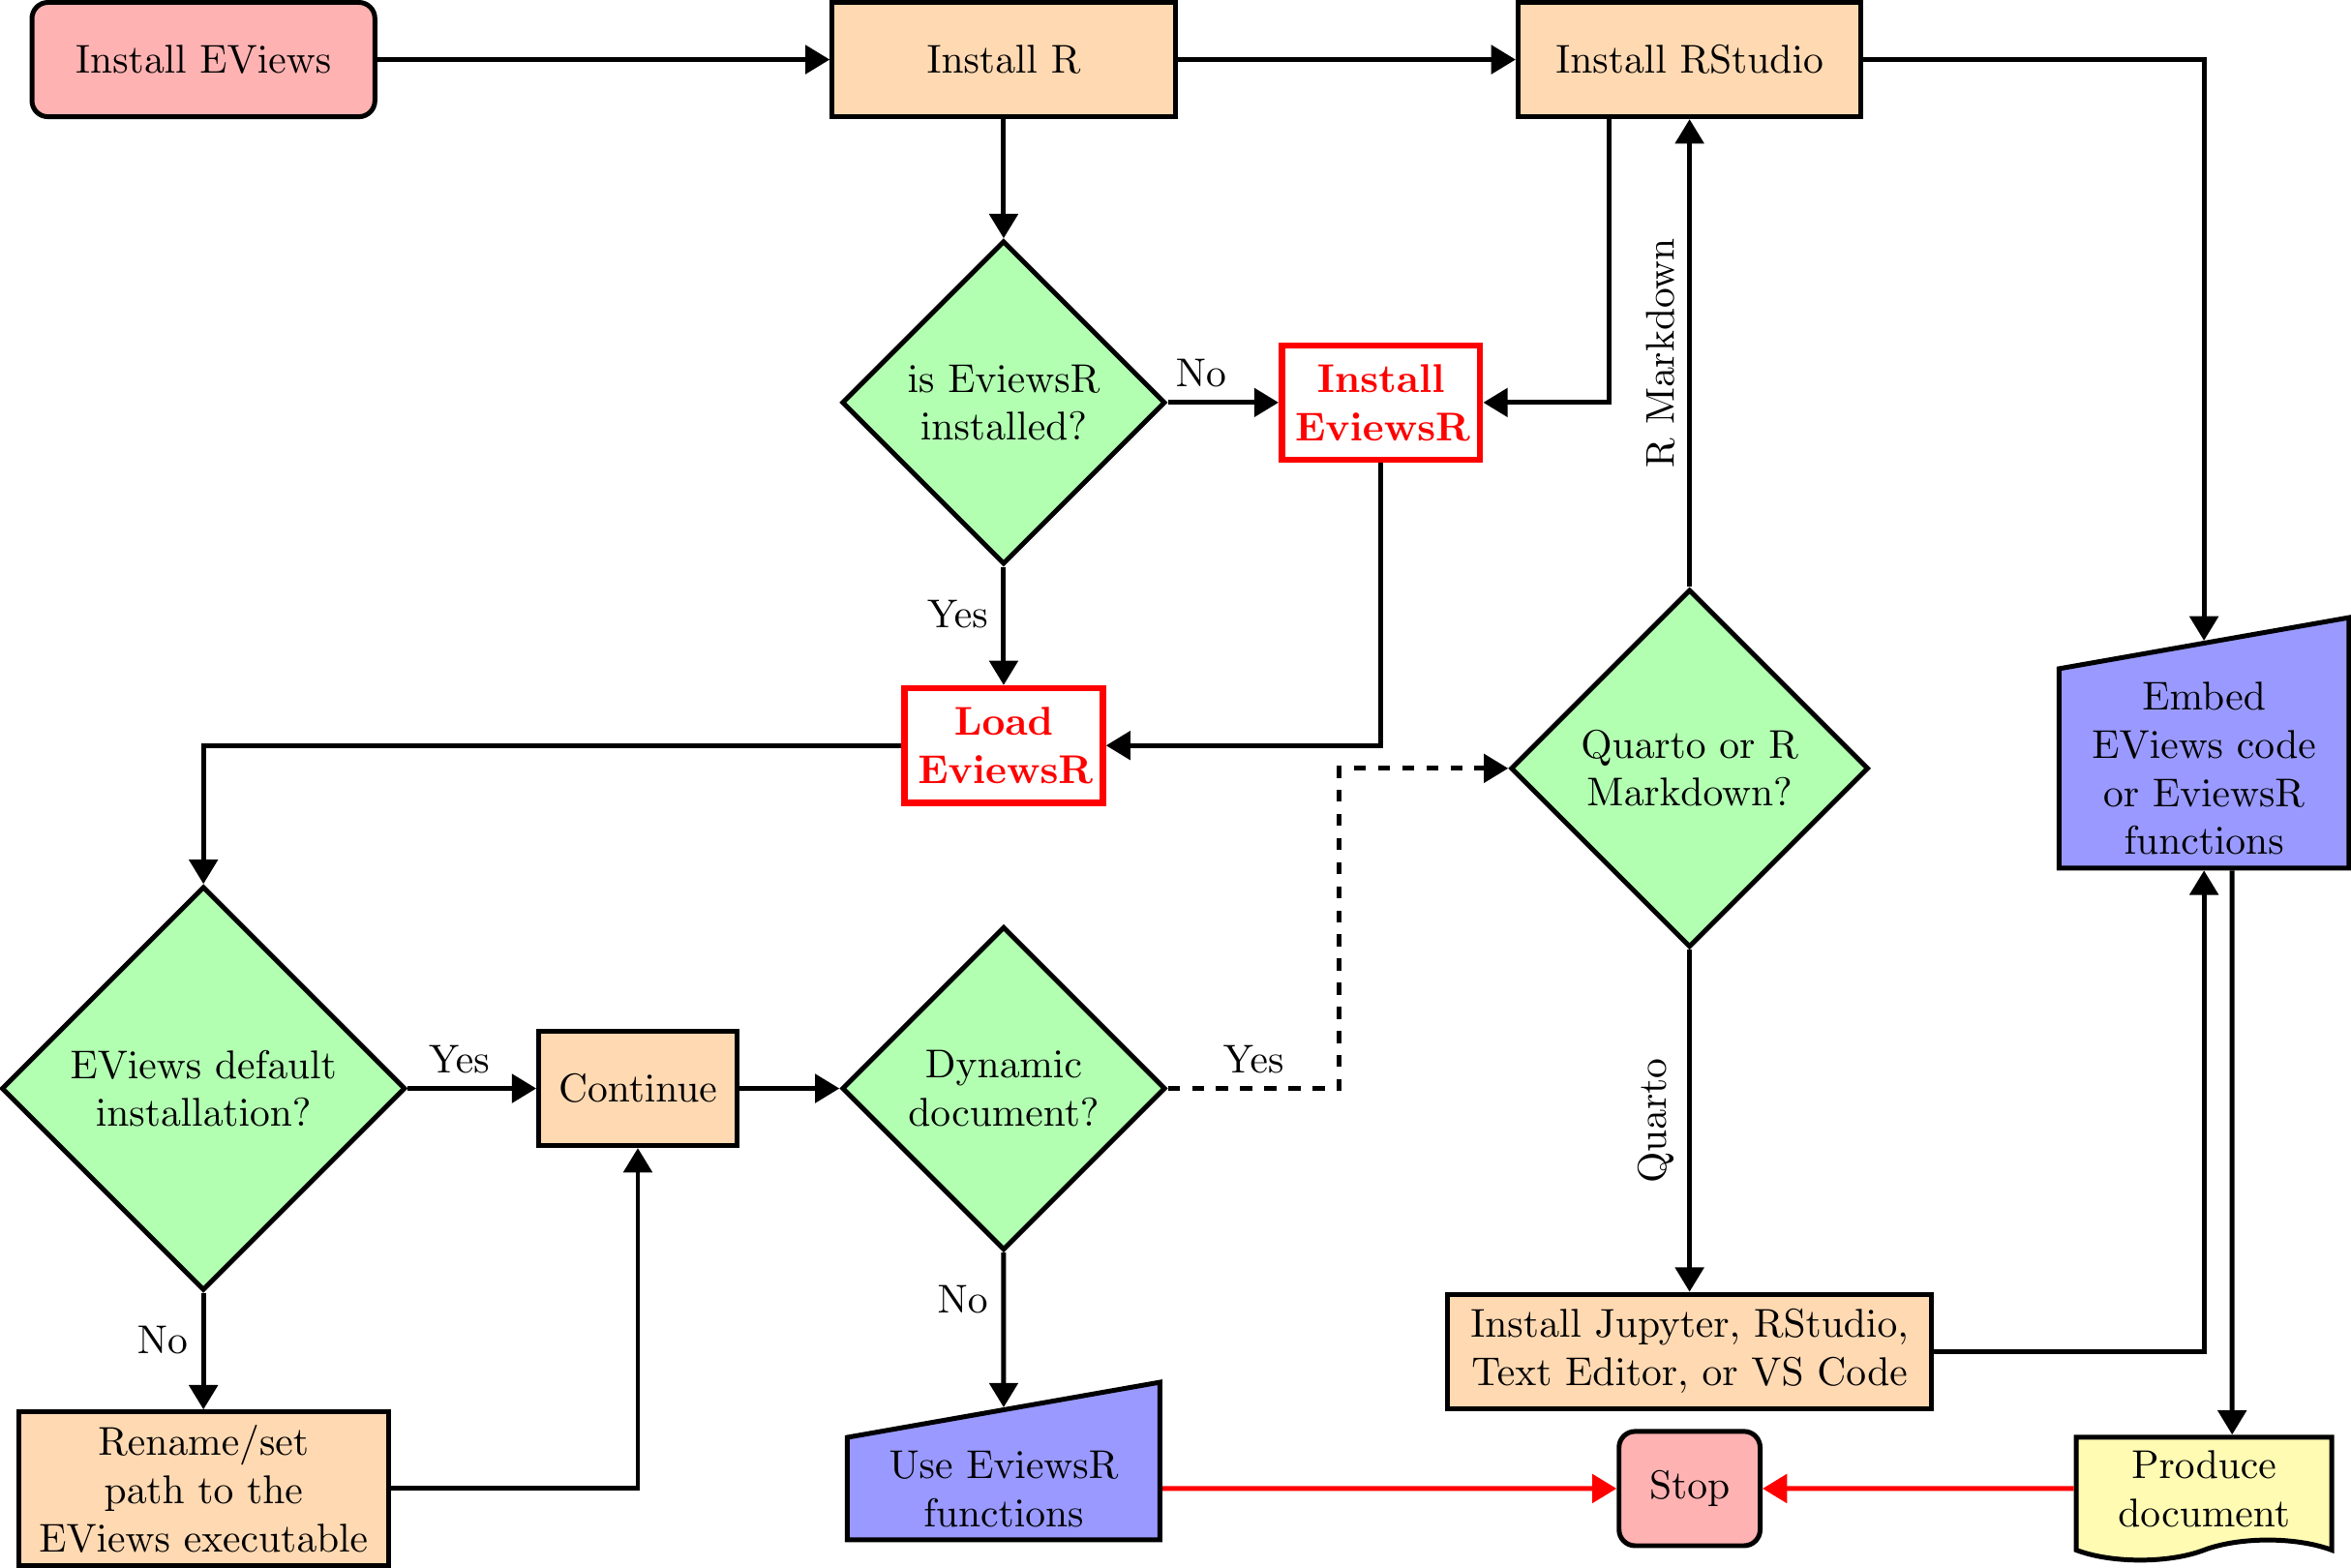 Install EViews
Install R
Install RStudio
R Markdown
is EviewsR
installed?
No
Install
EviewsR
Yes
Load
EviewsR
Quarto or R
Markdown?
Embed
EViews code
or EviewsR
functions
EViews default
installation?
Yes
Continue
Dynamic
document?
Yes
Quarto
No
No
Install Jupyter, RStudio,
Text Editor, or VS Code
Rename/set
path to the
EViews executable
Use EviewsR
functions
Stop
Produce
document